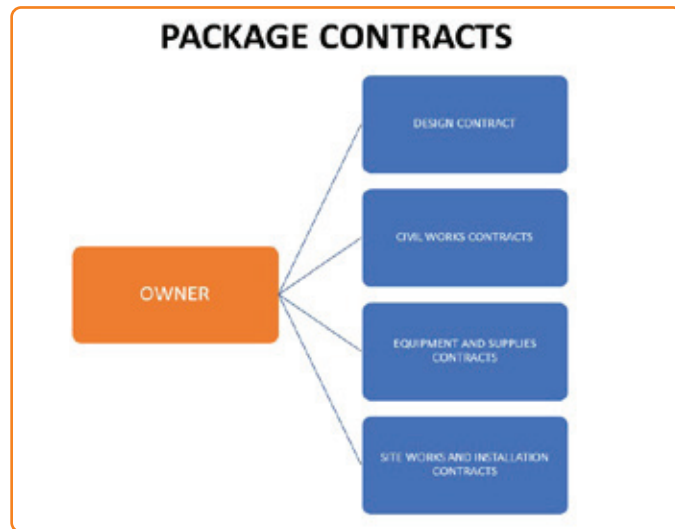 PACKAGE CONTRACTS
DESIGN CONTRACT
CIVIL WORKS CONTRACTS
OWNER
EQUIPMENT AND SUPPLIES
CONTRACTS
SITE WORKS AND INSTALLATION
CONTRACTS